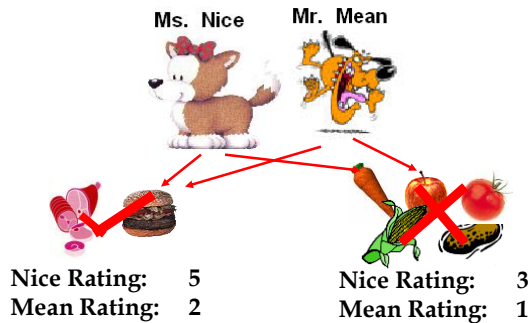 Ms. Nice
Mr. Mean
Nice Rating: 5
Mean Rating: 2
Nice Rating: 3
Mean Rating: 1